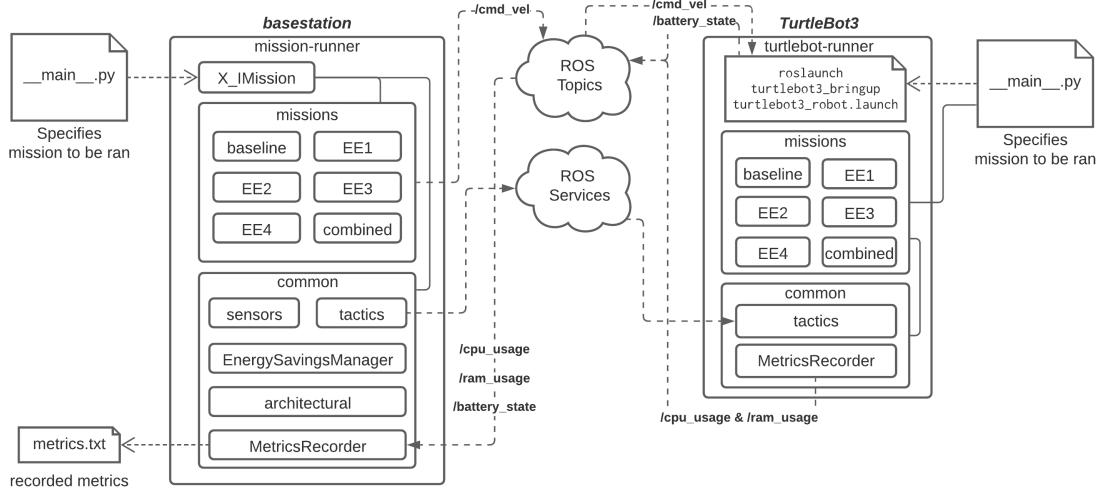 basestation
mission-runner
__main__.py
Specifies
mission to be ran
X_IMission
missions
baseline
EE1
EE2
EE3
EE4
combined
common
sensors
tactics
EnergySavingsManager
architectural
MetricsRecorder
metrics.txt
recorded metrics
/cmd_vel
ROS
Topics
ROS
Services
/cpu_usage
/ram_usage
/battery_state
/cmd_vel
/battery_state
TurtleBot3
turtlebot-runner
roslaunch
turtlebot3_bringup
turtlebot3_robot.launch
__main__.py
Specifies
mission to be ran
missions
baseline
EE1
EE2
EE3
EE4
combined
common
tactics
MetricsRecorder
/cpu_usage & /ram_usage